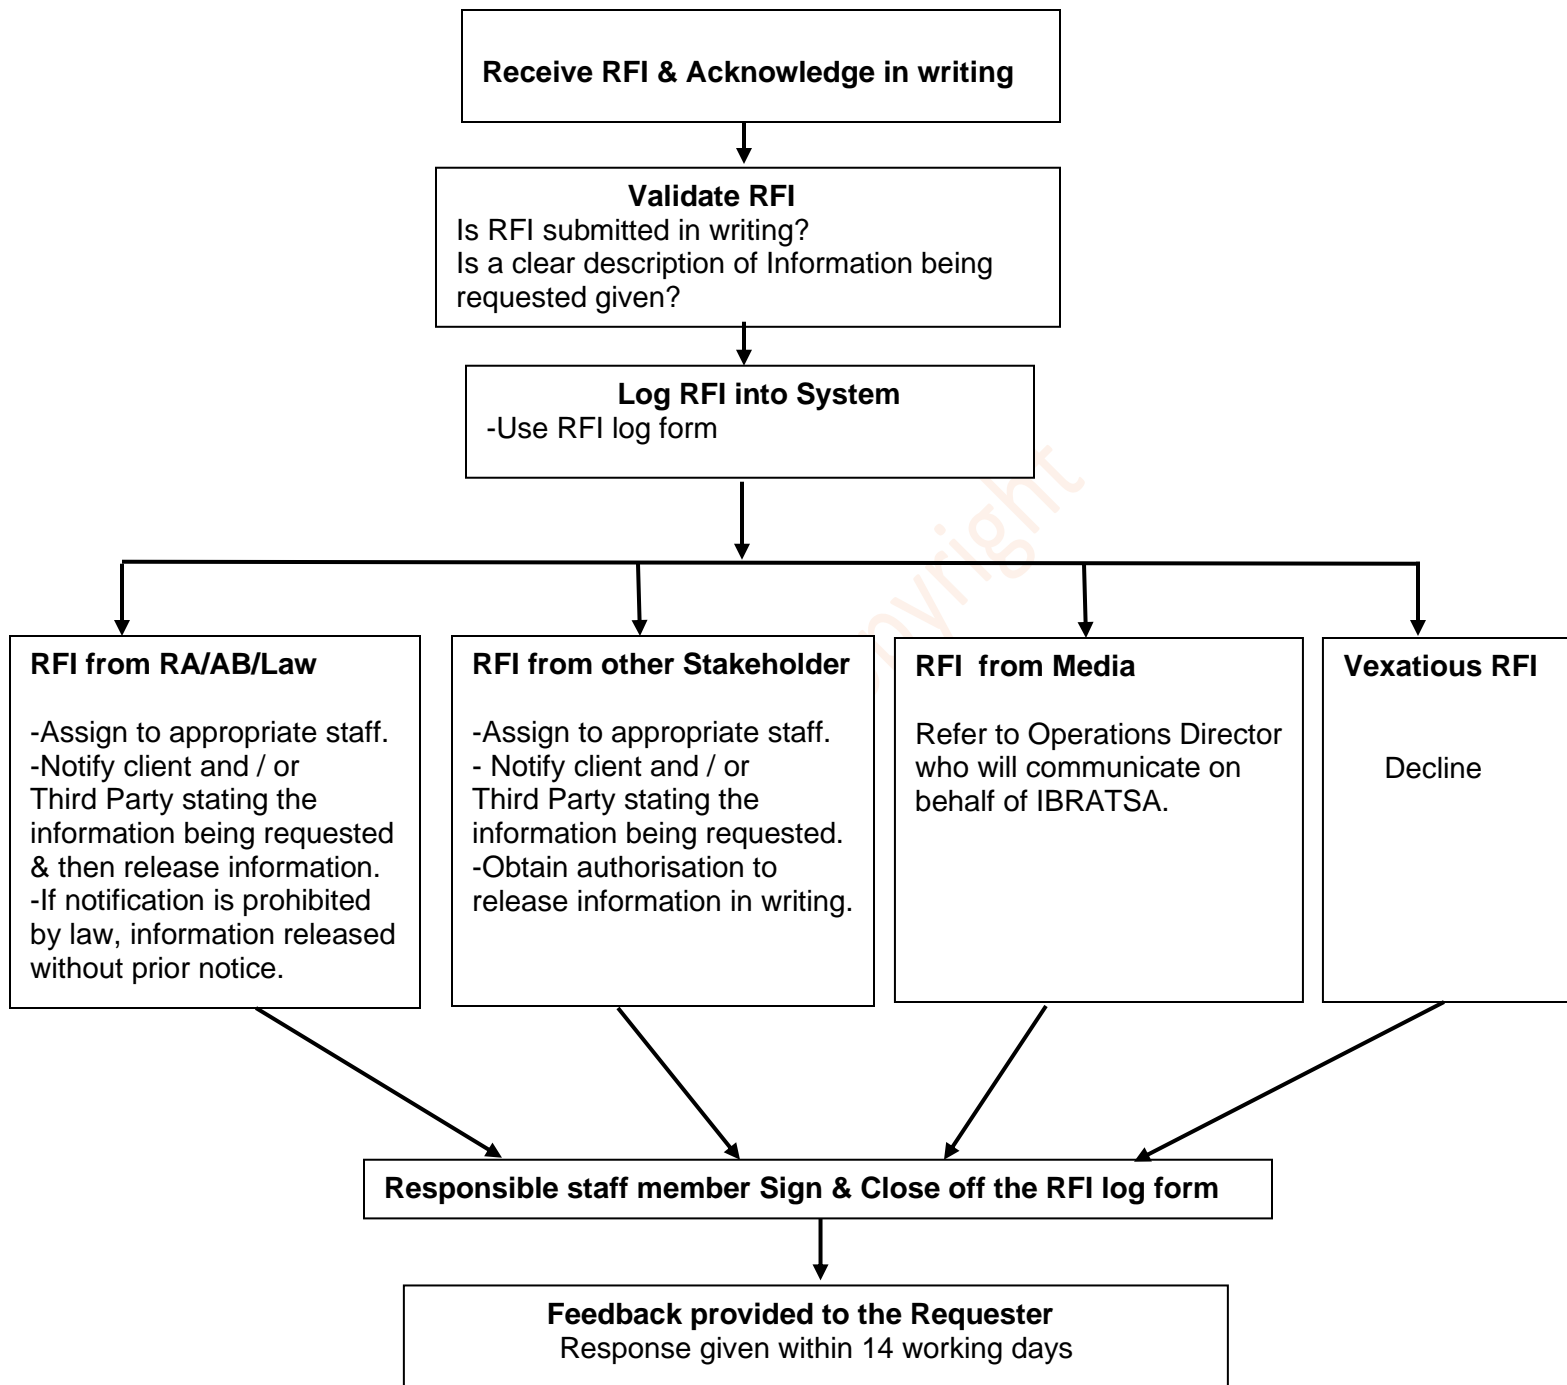 Receive RFI & Acknowledge in writing
Validate RFI
Is RFI submitted in writing?
Is a clear description of Information being
requested given?
Log RFI into System
-Use RFI log form
RFI from RA/AB/Law
-Assign to appropriate staff.
-Notify client and / or
Third Party stating the
information being requested
& then release information.
-If notification is prohibited
by law, information released
without prior notice.
RFI from other Stakeholder
-Assign to appropriate staff.
- Notify client and / or
Third Party stating the
information being requested.
-Obtain authorisation to
release information in writing.
RFI from Media
Refer to Operations Director
who will communicate on
behalf of IBRATSA.
Vexatious RFI
Decline
Responsible staff member Sign & Close off the RFI log form
Feedback provided to the Requester
Response given within 14 working days